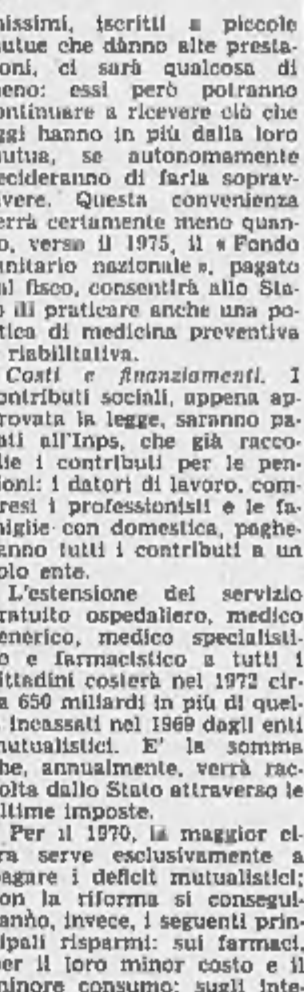 nissimi, iscritti a piccole
mutue che dànno alte presta-
oni, ci sarà qualcosa di
meno: essi però potranno
ontinuare a ricevere ciò che
ggi hanno in più dalla loro
utua, se autonomamente
ecideranno di farla soprav-
vere. Questa convenienza
errà certamente meno quan-
o, verso il 1975, il « Fondo
anitario nazionale », pagato
al fisco, consentirà allo Sta-
o di praticare anche una po-
tica di medicina preventiva
riabilitativa.
Costi e finanziamenti. I
ontributi sociali, appena ap-
rovata la legge, saranno pa-
ati all'Inps, che già racco-
lie i contributi per le pen-
ioni: i datori di lavoro, com-
resi i professionisti e le fa-
iglie con domestica, paghe-
anno tutti i contributi a un
olo ente.
L'estensione del servizio
ratuito ospedaliero, medico
enerico, medico specialisti-
o e farmacistico a tutti i
ittadini costerà nel 1972 cir-
a 650 miliardi in più di quel-
i incassati nel 1969 dagli enti
mutualistici. E' la somma
he, annualmente, verrà rac-
olta dallo Stato attraverso le
ltime imposte.
Per il 1970, la maggior ci-
ra serve esclusivamente a
pagare i deficit mutualistici;
on la riforma si consegui-
anno, invece, i seguenti prin-
ipali risparmi: sui farmaci,
er il loro minor costo e il
minore consumo; sugli inte-